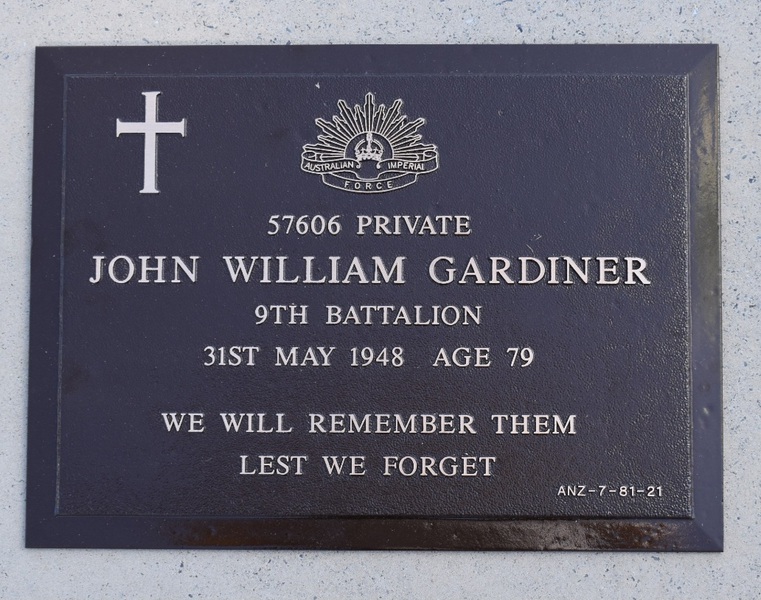 AUSTRALIAN IMPERIAL
FORCE
57606 PRIVATE
JOHN WILLIAM GARDINER
9TH BATTALION
31ST MAY 1948 AGE 79
WE WILL REMEMBER THEM
LEST WE FORGET
ANZ-7-81-21